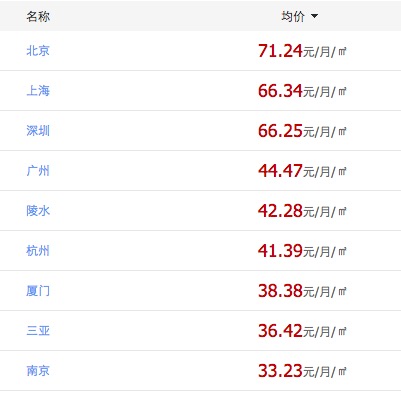 名称 均价
北京 71.24元/月/㎡
上海 66.34元/月/㎡
深圳 66.25元/月/㎡
广州 44.47元/月/㎡
陵水 42.28元/月/㎡
杭州 41.39元/月/㎡
厦门 38.38元/月/㎡
三亚 36.42元/月/㎡
南京 33.23元/月/㎡